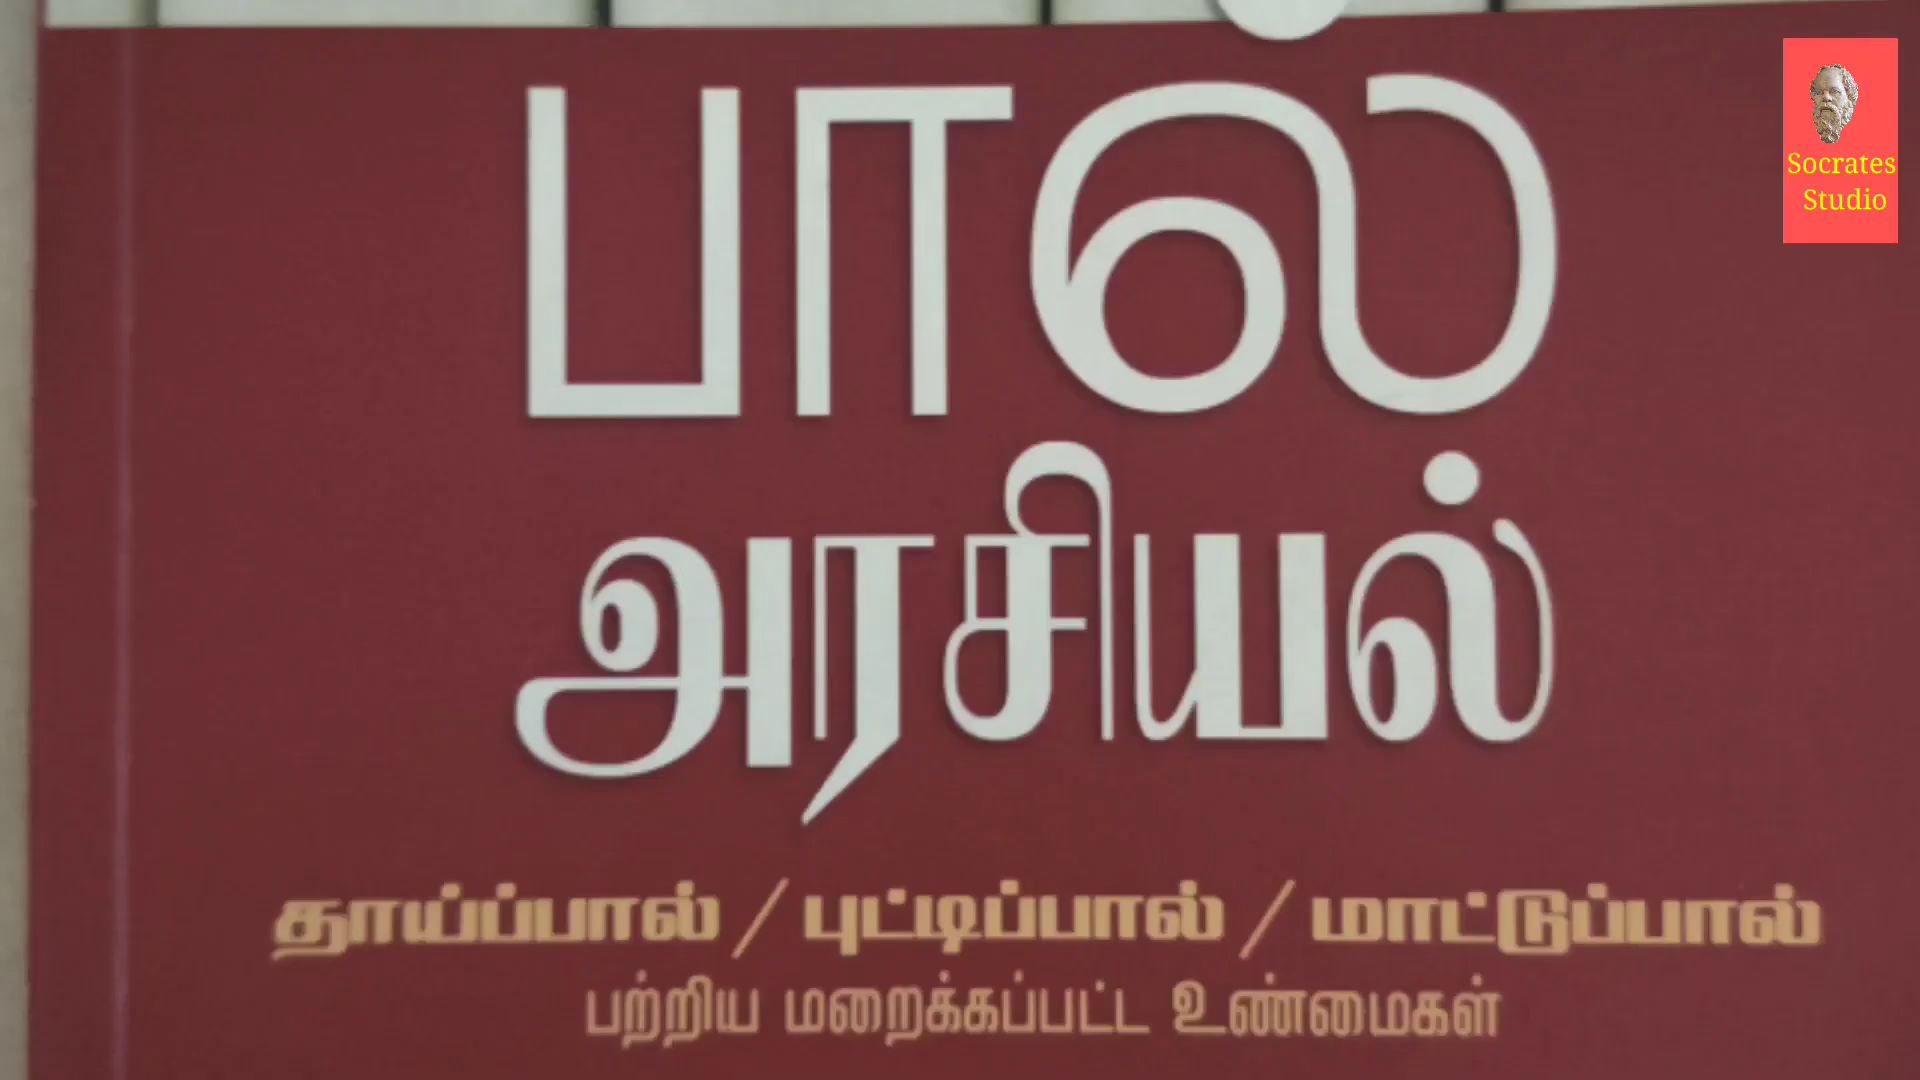 பால்
அரசியல்
தாய்ப்பால் / புட்டிப்பால் / மாட்டுப்பால்
பற்றிய மறைக்கப்பட்ட உண்மைகள்
Socrates
Studio